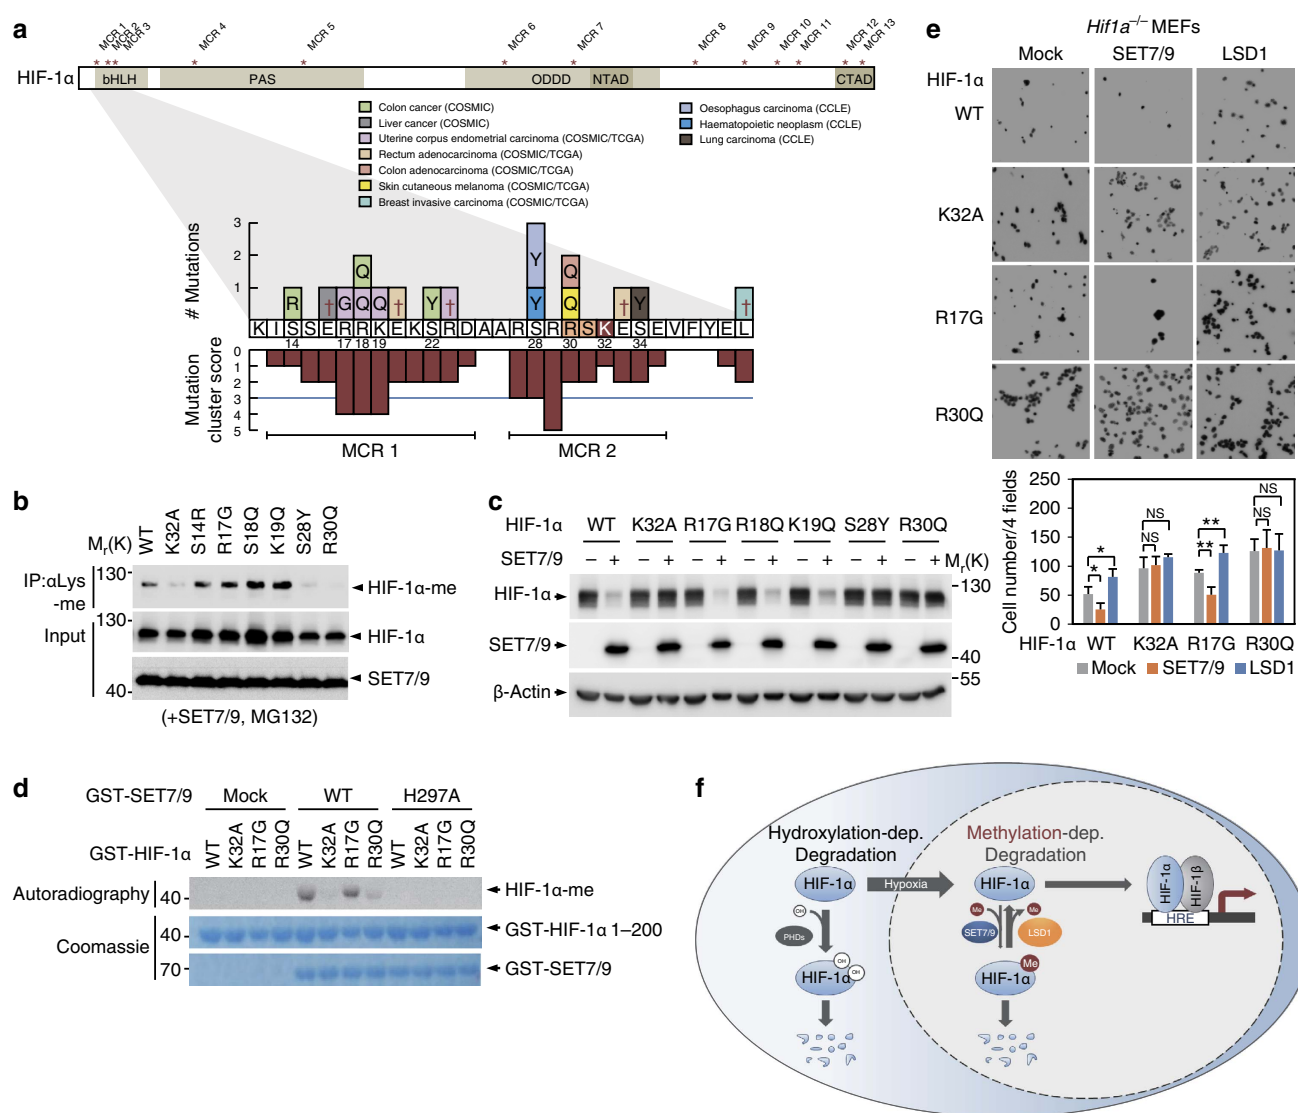 a
MCR 1
MCR 2
MCR 3
MCR 4
MCR 5
MCR 6
MCR 7
MCR 8
MCR 9
MCR 10
MCR 11
MCR 12
MCR 13
* * * * * * * * * * * * *
HIF-1α bHLH PAS ODDD NTAD CTAD
Colon cancer (COSMIC)
Liver cancer (COSMIC)
Uterine corpus endometrial carcinoma (COSMIC/TCGA)
Rectum adenocarcinoma (COSMIC/TCGA)
Colon adenocarcinoma (COSMIC/TCGA)
Skin cutaneous melanoma (COSMIC/TCGA)
Breast invasive carcinoma (COSMIC/TCGA)
Oesophagus carcinoma (CCLE)
Haematopoietic neoplasm (CCLE)
Lung carcinoma (CCLE)
# Mutations
3
2
1
Q Y Q
R † G Q Q † Y † Y Q † Y †
K I S S E R R K E K S R D A A R S R R S K E S E V F Y E L
14 17 18 19 22 28 30 32 34
Mutation cluster score
0
1
2
3
4
5
MCR 1 MCR 2
b
Mr(K) WT K32A S14R R17G S18Q K19Q S28Y R30Q
IP:αLys-me 130- HIF-1α-me
Input 130- HIF-1α
40- SET7/9
(+SET7/9, MG132)
c
HIF-1α WT K32A R17G R18Q K19Q S28Y R30Q
SET7/9 – + – + – + – + – + – + – + Mr(K)
HIF-1α -130
SET7/9 -40
β-Actin -55
d
GST-SET7/9 Mock WT H297A
GST-HIF-1α WT K32A R17G R30Q WT K32A R17G R30Q WT K32A R17G R30Q
Autoradiography 40- HIF-1α-me
Coomassie 40- GST-HIF-1α 1–200
70- GST-SET7/9
e
Hif1a–/– MEFs
Mock SET7/9 LSD1
HIF-1α
WT
K32A
R17G
R30Q
Cell number/4 fields
250
200
150
100
50
0
* *
NS NS
** **
NS NS
HIF-1α WT K32A R17G R30Q
Mock SET7/9 LSD1
f
Hydroxylation-dep.
Degradation
Methylation-dep.
Degradation
HIF-1α Hypoxia HIF-1α
HIF-1α HIF-1β
HRE
OH
PHDs
Me Me
SET7/9 LSD1
OH
OH
HIF-1α
Me
HIF-1α